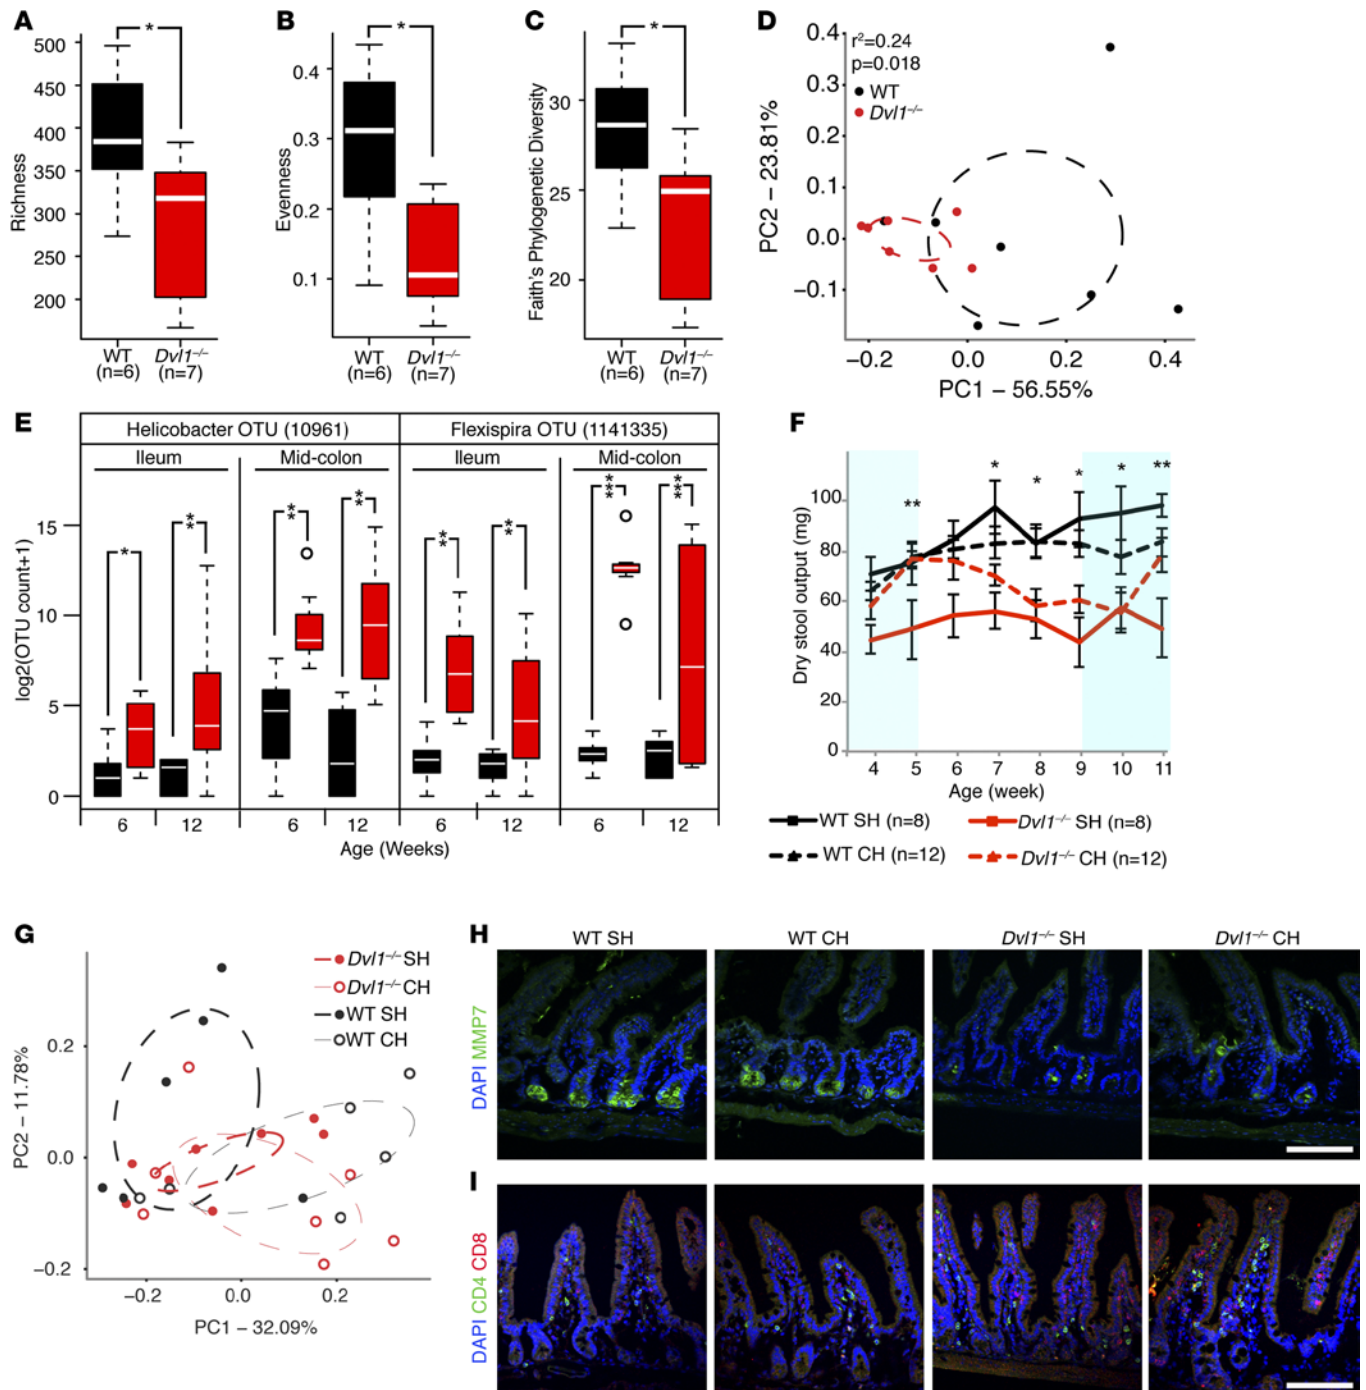 A
*
Richness
500
450
400
350
300
250
200
WT
(n=6)
Dvl1–/–
(n=7)
B
*
Evenness
0.4
0.3
0.2
0.1
WT
(n=6)
Dvl1–/–
(n=7)
C
*
Faith's Phylogenetic Diversity
30
25
20
WT
(n=6)
Dvl1–/–
(n=7)
D
r²=0.24
p=0.018
WT
Dvl1–/–
PC2 – 23.81%
0.4
0.3
0.2
0.1
0.0
–0.1
–0.2 0.0 0.2 0.4
PC1 – 56.55%
E
Helicobacter OTU (10961) Flexispira OTU (1141335)
Ileum Mid-colon Ileum Mid-colon
* ** ** ** ** ** *** ***
log2(OTU count+1)
15
10
5
0
6 12 6 12 6 12 6 12
Age (Weeks)
F
** * * * * **
Dry stool output (mg)
100
80
60
40
20
0
4 5 6 7 8 9 10 11
Age (week)
WT SH (n=8) Dvl1–/– SH (n=8)
WT CH (n=12) Dvl1–/– CH (n=12)
G
Dvl1–/– SH
Dvl1–/– CH
WT SH
WT CH
PC2 – 11.78%
0.2
0.0
–0.2
–0.2 0.0 0.2
PC1 – 32.09%
H
WT SH WT CH Dvl1–/– SH Dvl1–/– CH
DAPI MMP7
I
DAPI CD4 CD8